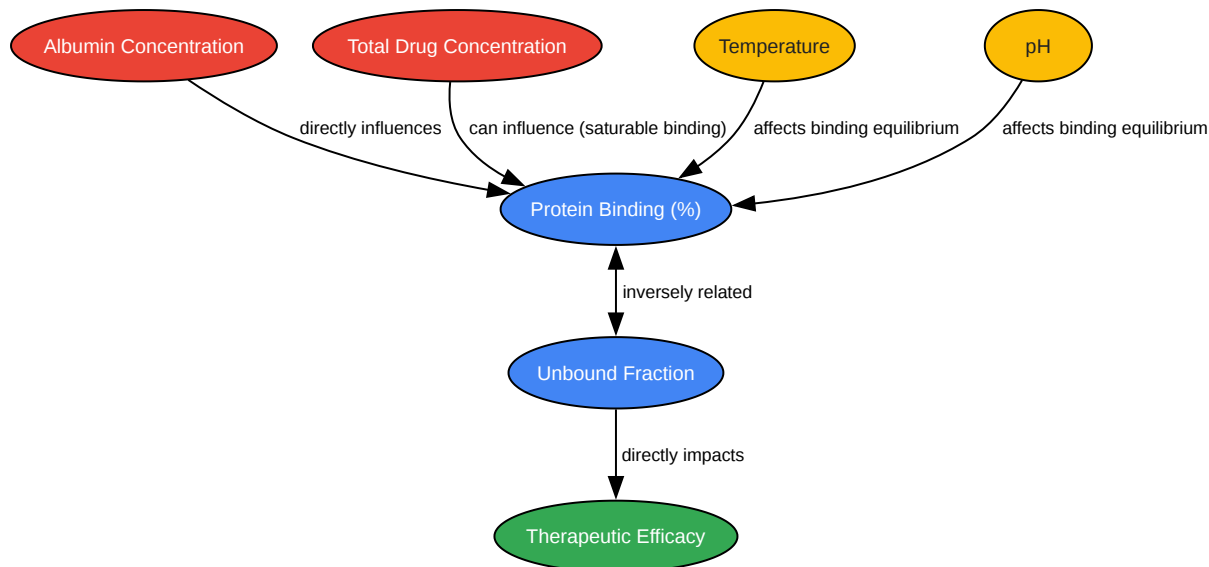 Albumin Concentration
Total Drug Concentration
Temperature
pH
directly influences
can influence (saturable binding)
affects binding equilibrium
affects binding equilibrium
Protein Binding (%)
inversely related
Unbound Fraction
directly impacts
Therapeutic Efficacy